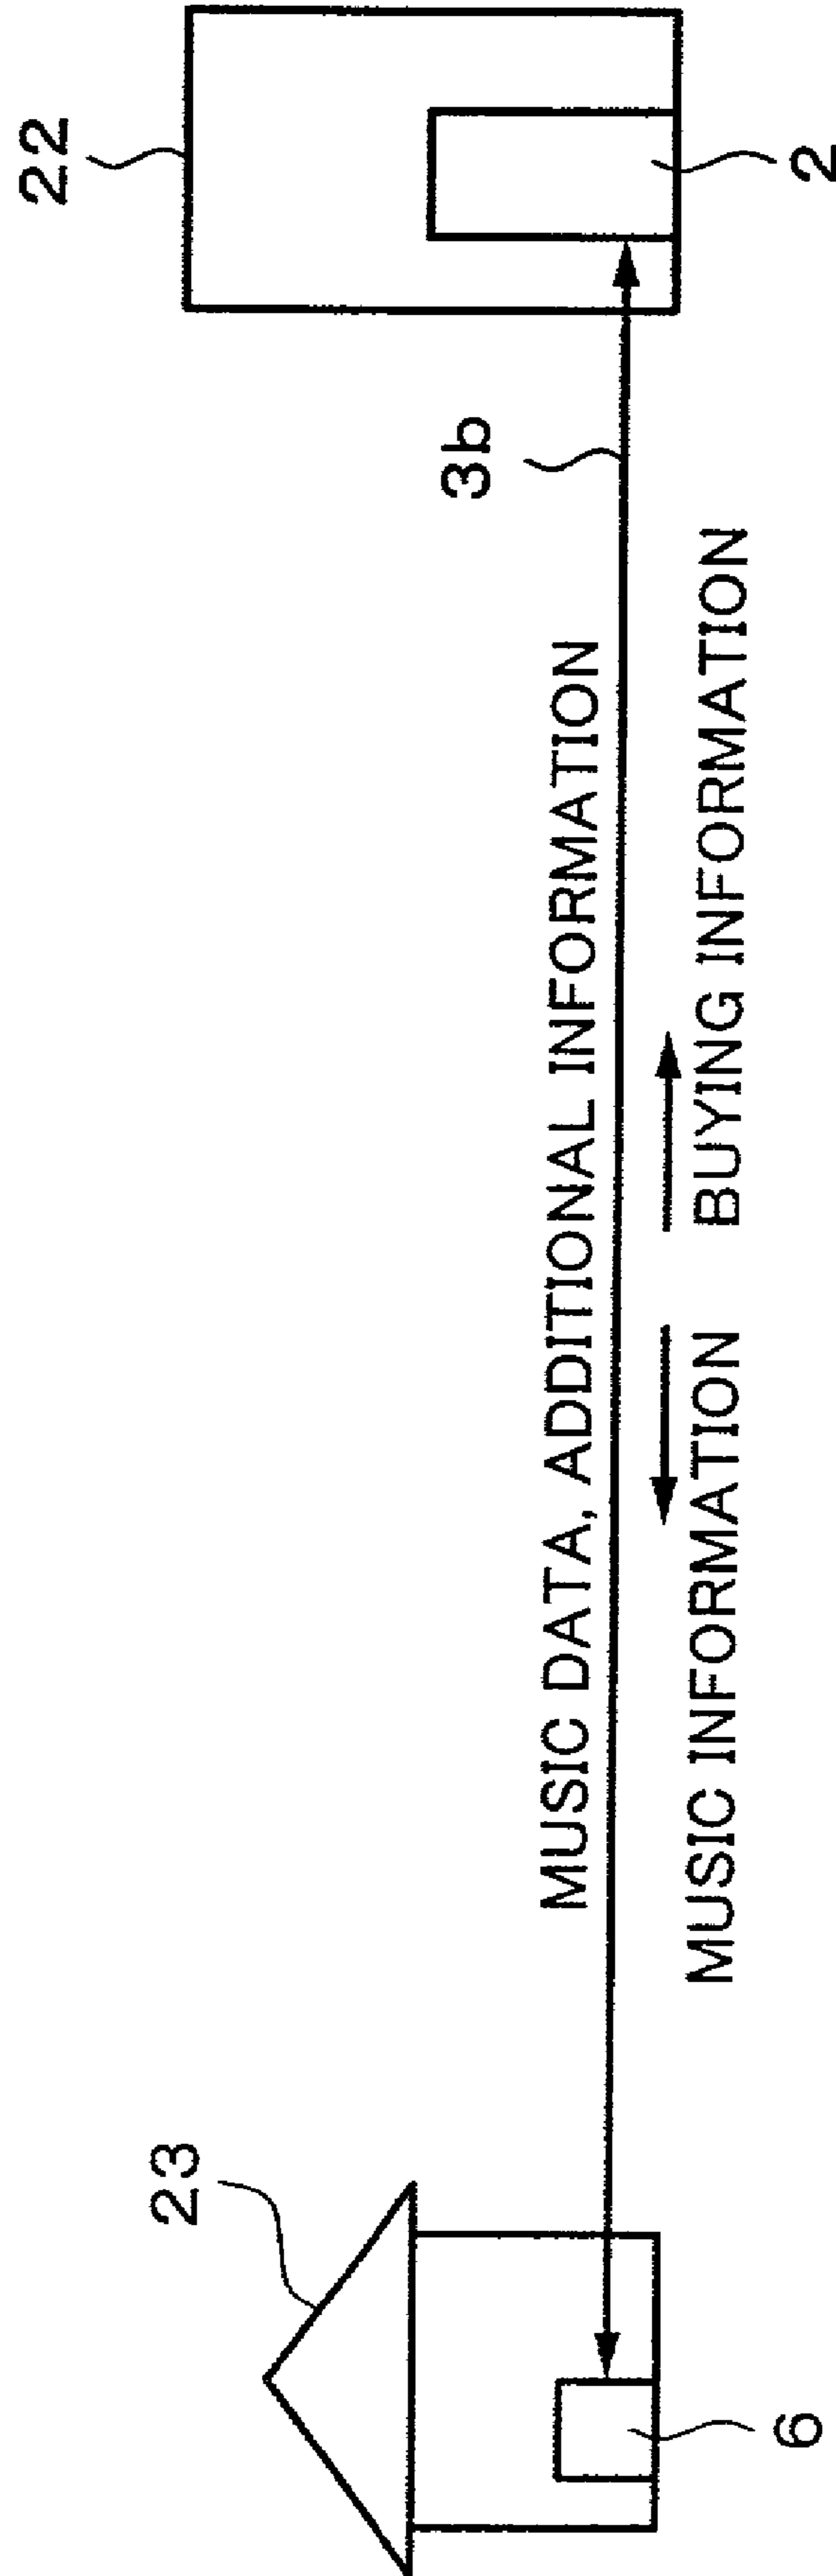 22
23
3b
MUSIC DATA, ADDITIONAL INFORMATION
MUSIC INFORMATION
BUYING INFORMATION
6
2